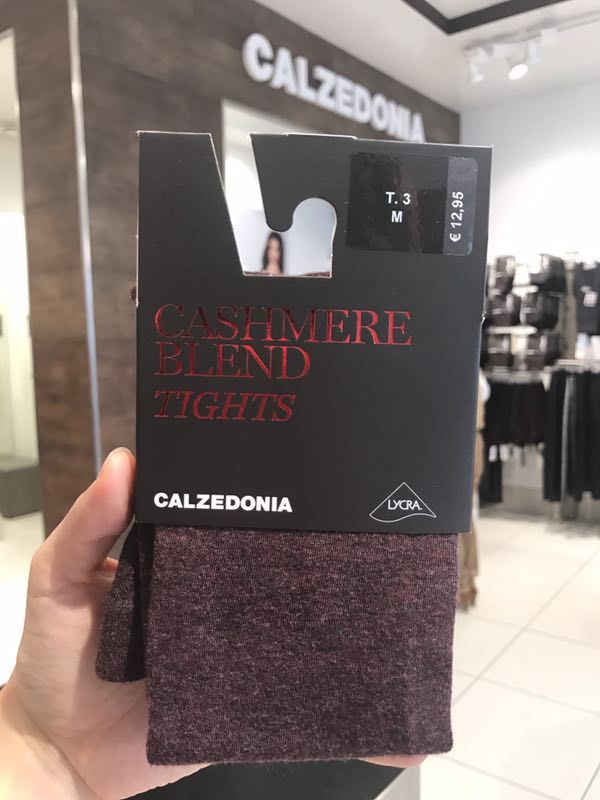 CALZEDONIA
T. 3
M
€ 12,95
CASHMERE
BLEND
TIGHTS
CALZEDONIA
LYCRA.